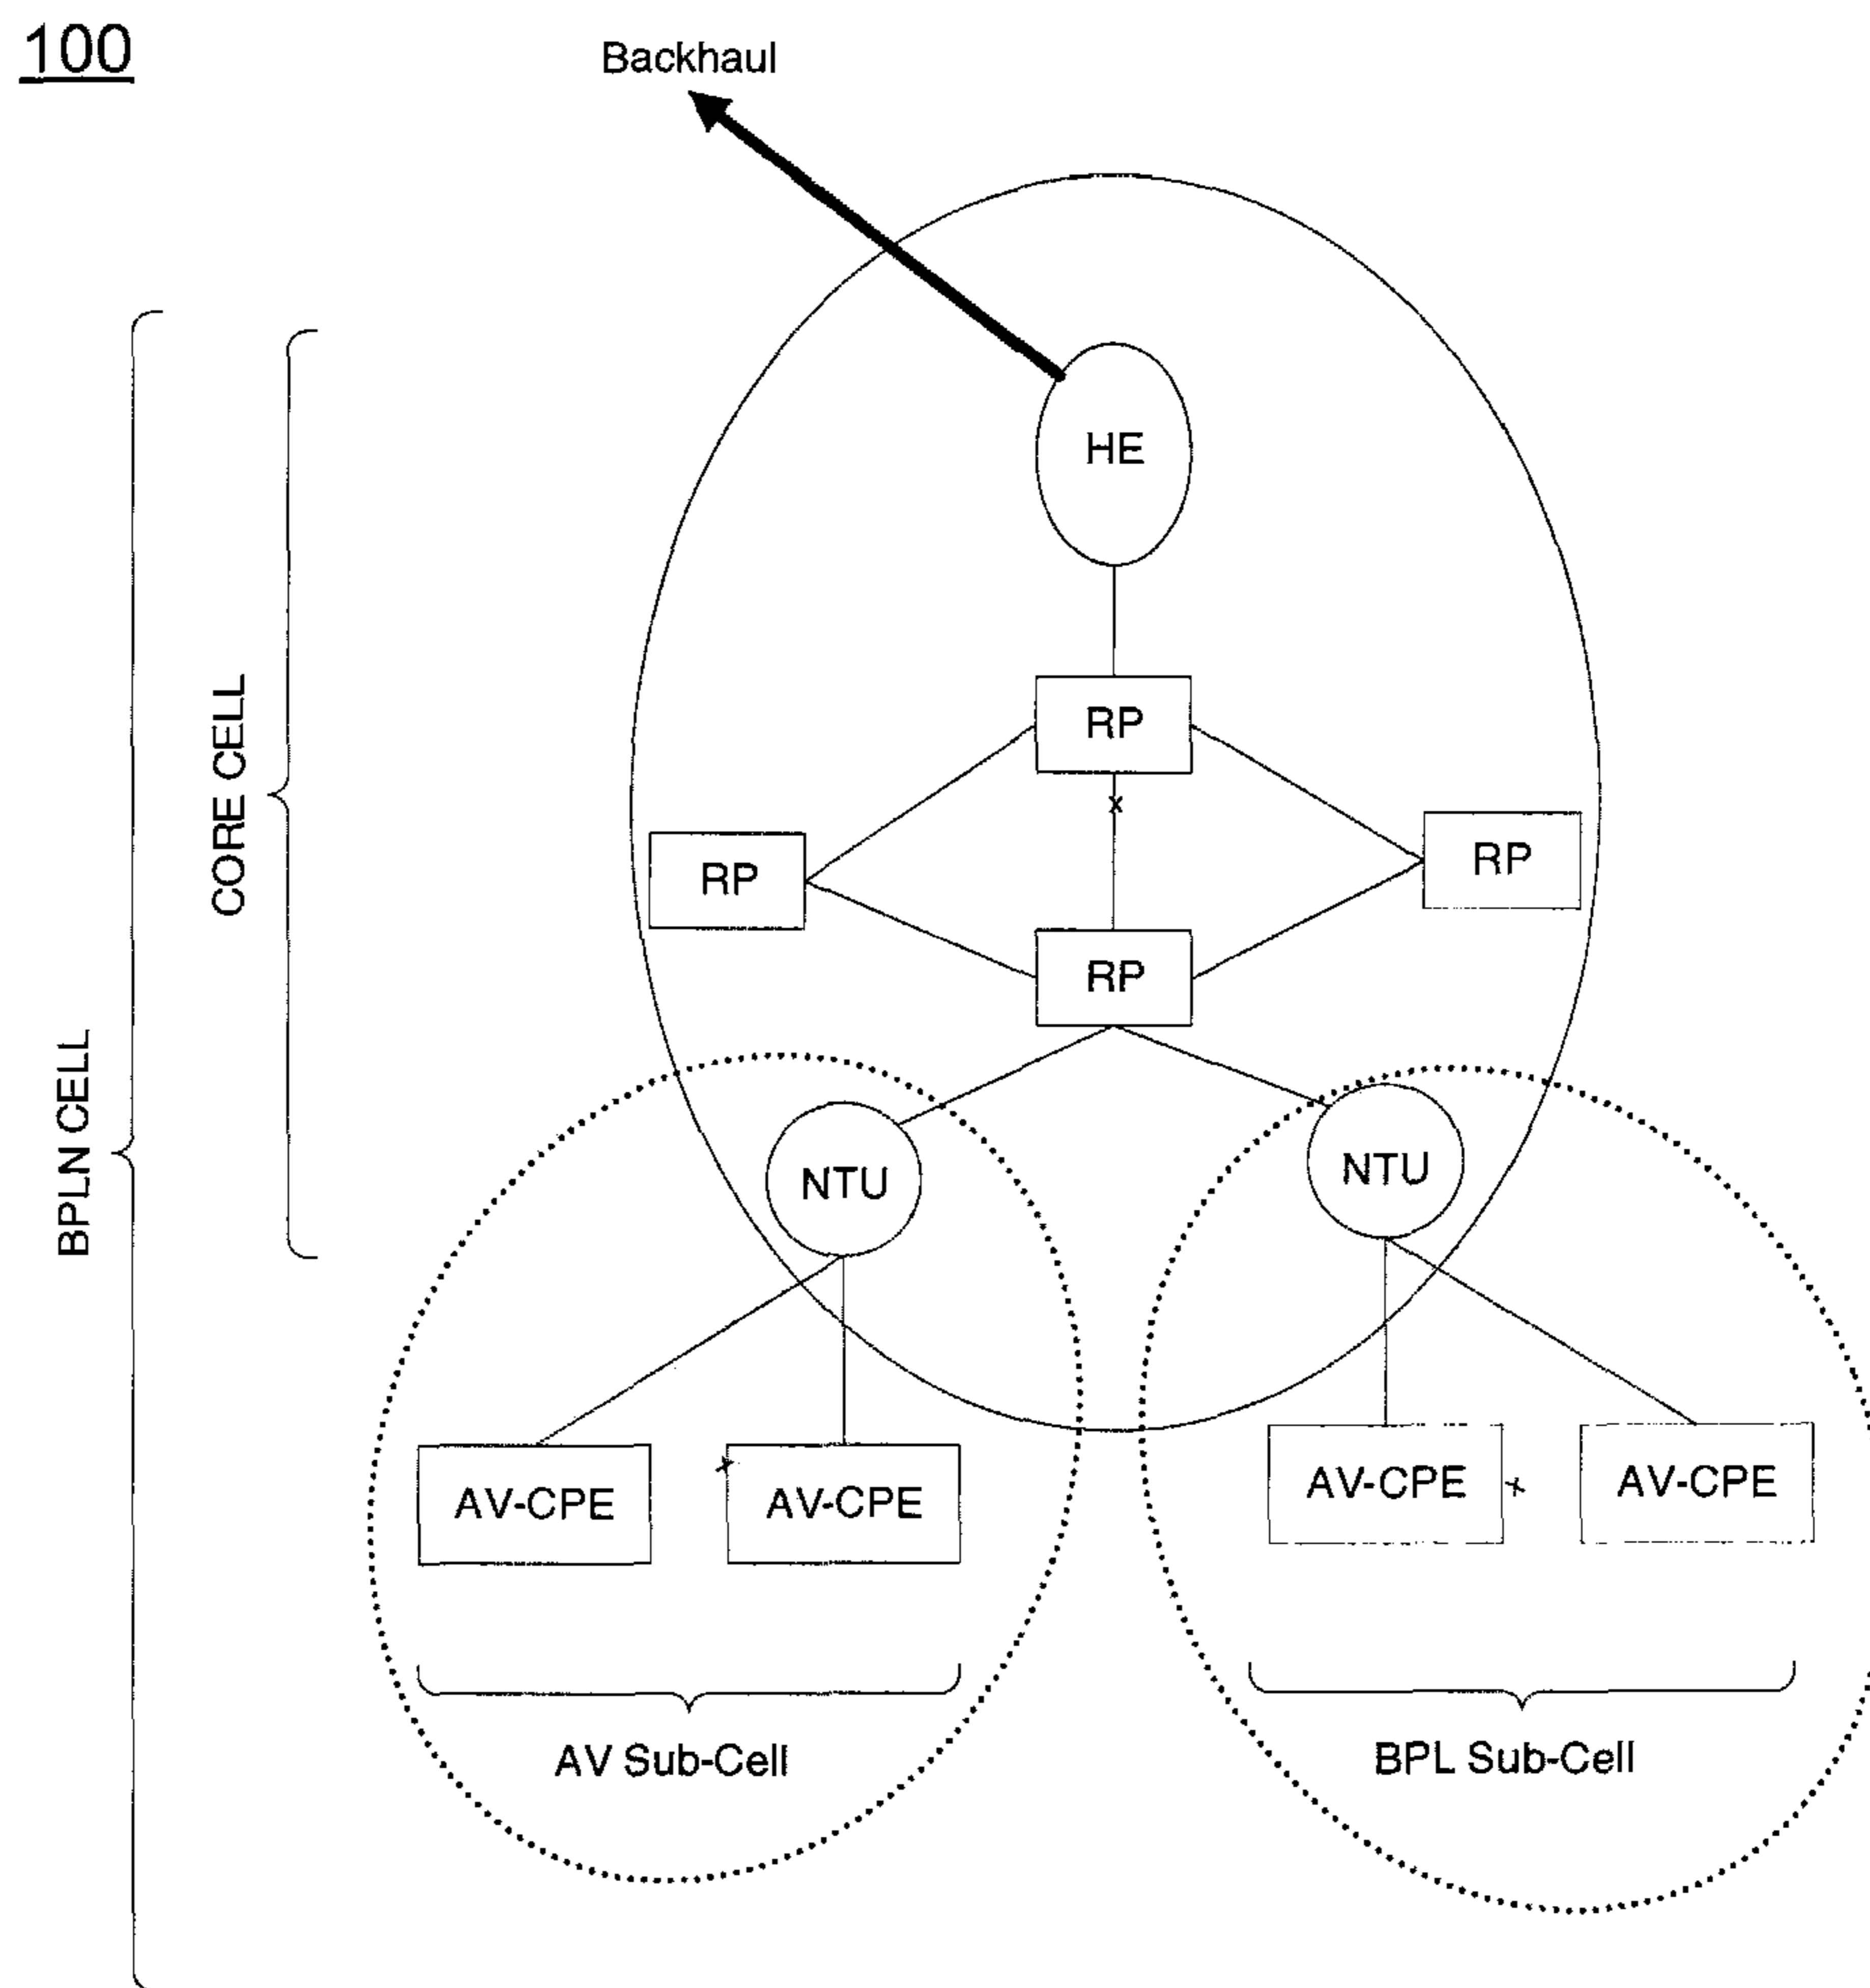 100
Backhaul
HE
RP
x
RP
RP
RP
CORE CELL
BPLN CELL
NTU
NTU
AV-CPE
x
AV-CPE
AV-CPE
x
AV-CPE
AV Sub-Cell
BPL Sub-Cell